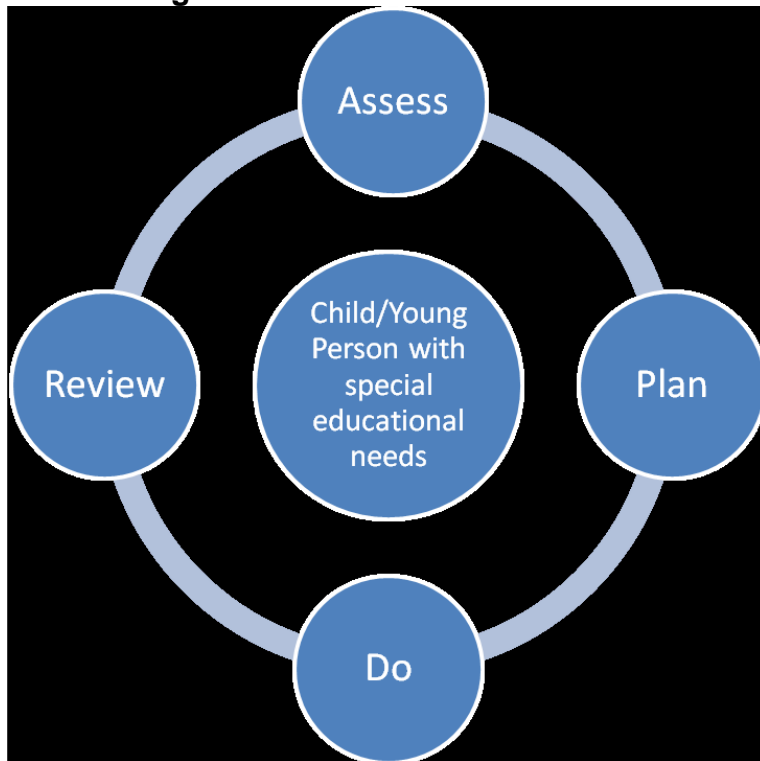 Assess
Child/Young
Person with
special
educational
needs
Review
Plan
Do